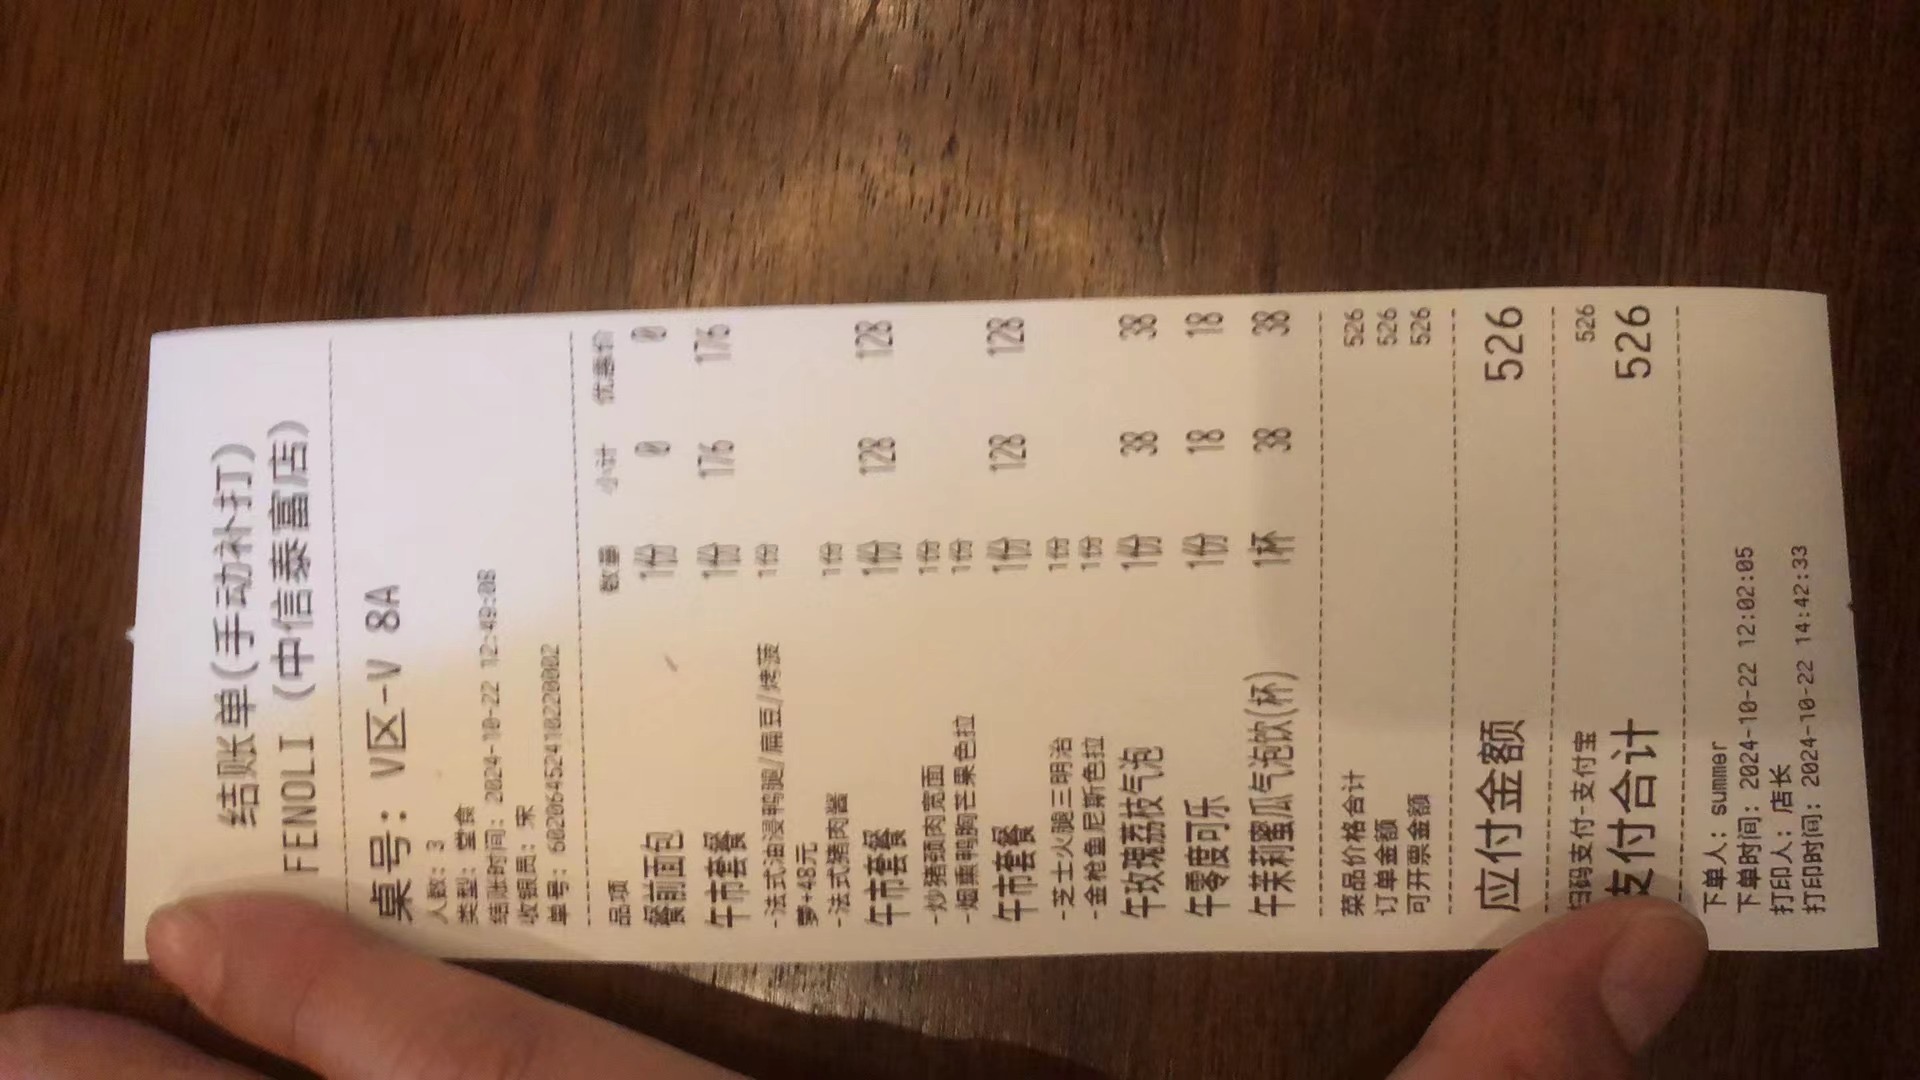 结账单(手动补打)
FENOLI (中信泰富店)
桌号: V区-V 8A
人数: 3
类型: 堂食
结账时间: 2024-10-22 12:49:08
收银员: 宋
单号: 60206452410220002
品项 数量 小计 优惠价
餐前面包 1份 0 0
午市套餐 1份 176 176
-法式油浸鸭腿/扁豆/烤菠 1份
萝+48元
-法式猪肉酱 1份
午市套餐 1份 128 128
-炒猪颈肉宽面 1份
-烟熏鸭胸芒果色拉 1份
午市套餐 1份 128 128
-芝士火腿三明治 1份
-金枪鱼尼斯色拉 1份
午玫瑰荔枝气泡 1份 38 38
午零度可乐 1份 18 18
午茉莉蜜瓜气泡饮(杯) 1杯 38 38
菜品价格合计 526
订单金额 526
可开票金额 526
应付金额 526
扫码支付-支付宝 526
支付合计 526
下单人: summer
下单时间: 2024-10-22 12:02:05
打印人: 店长
打印时间: 2024-10-22 14:42:33